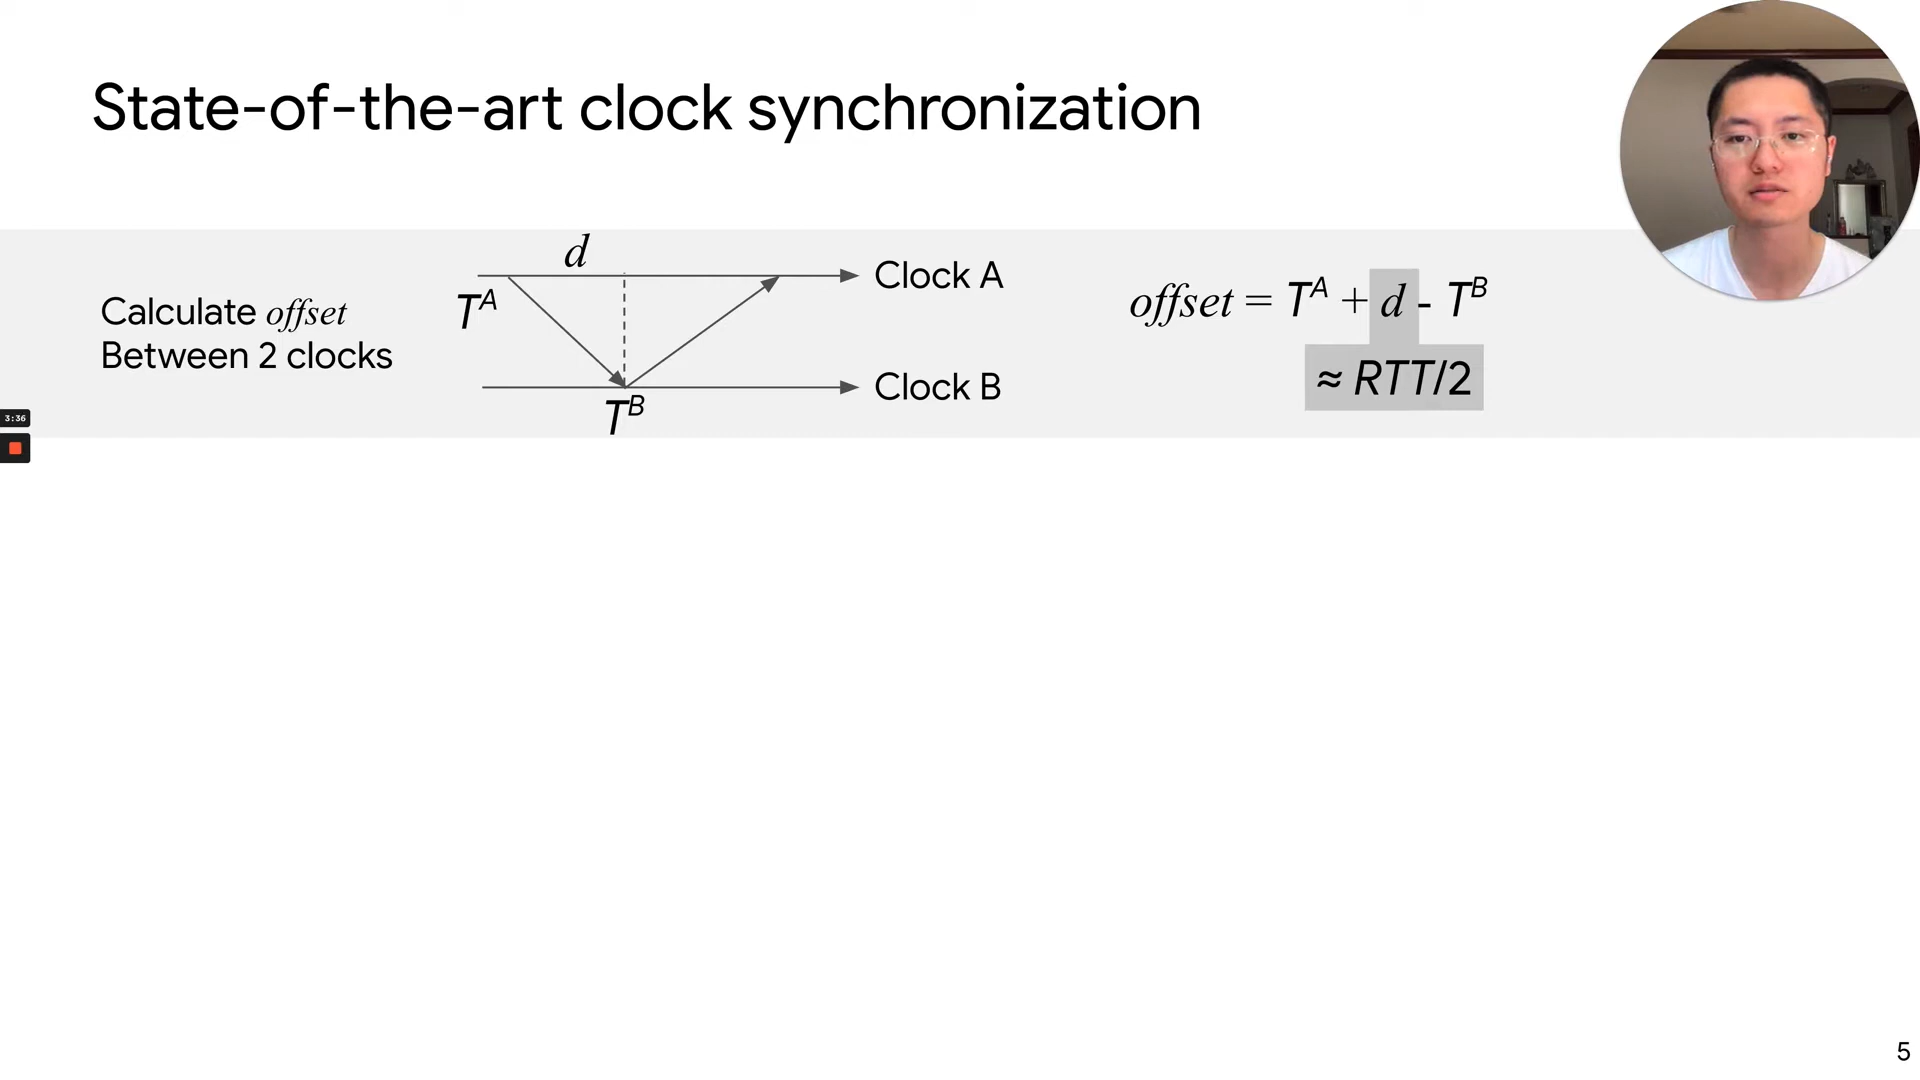 State-of-the-art clock synchronization
d
Clock A
Calculate offset
Between 2 clocks
T^A
offset = T^A + d - T^B
≈ RTT/2
Clock B
T^B
3:36
5